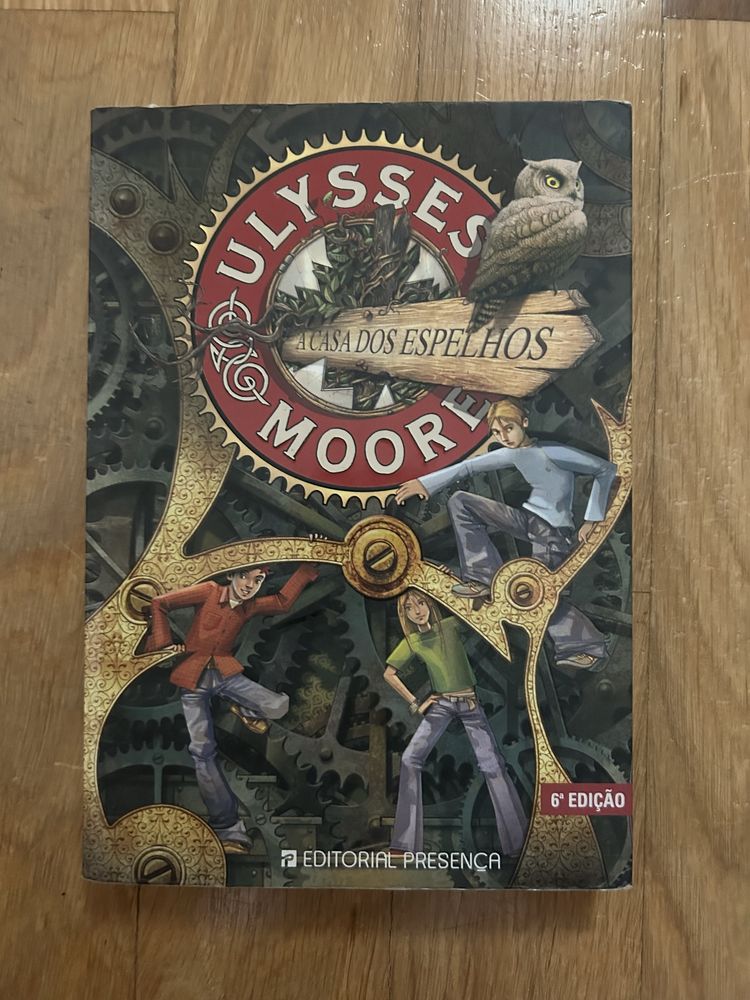 ULYSSES
MOORE
A CASA DOS ESPELHOS
6ª EDIÇÃO
EDITORIAL PRESENÇA